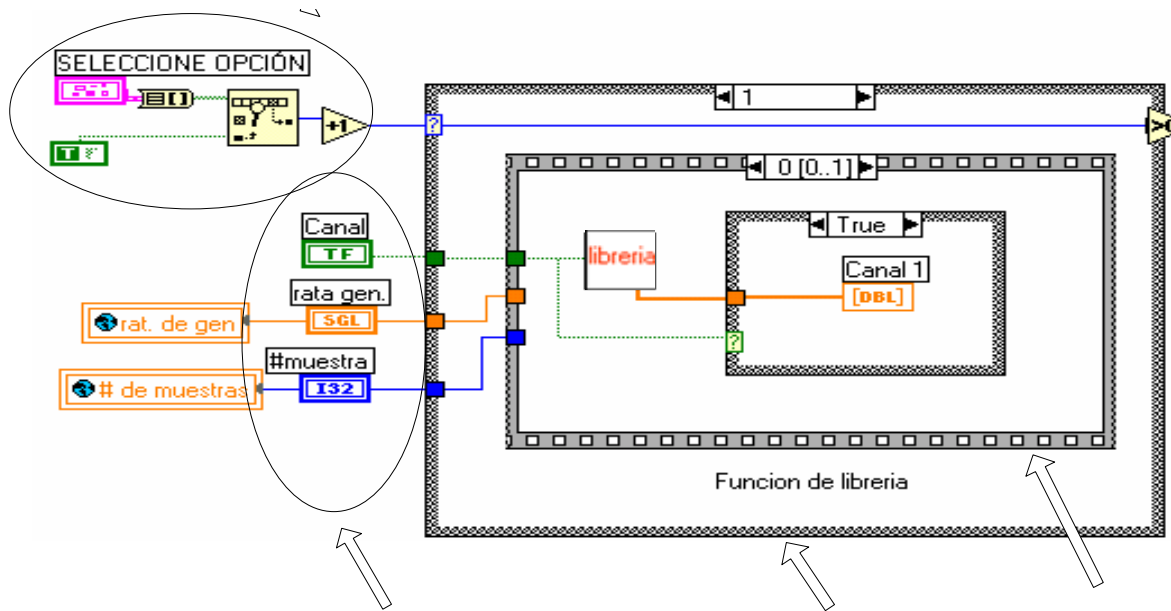 SELECCIONE OPCIÓN
1
+1
?
T
0 [0..1]
True
Canal
TF
libreria
Canal 1
[DBL]
rata gen.
rat. de gen
SGL
?
#muestra
# de muestras
I32
Funcion de libreria